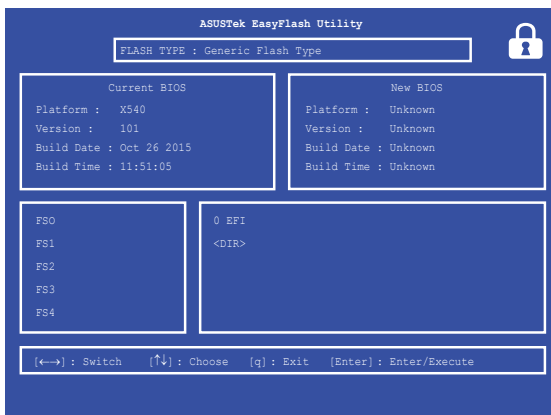 ASUSTek EasyFlash Utility
FLASH TYPE : Generic Flash Type
Current BIOS
Platform : X540
Version : 101
Build Date : Oct 26 2015
Build Time : 11:51:05
New BIOS
Platform : Unknown
Version : Unknown
Build Date : Unknown
Build Time : Unknown
FSO
FS1
FS2
FS3
FS4
0 EFI
<DIR>
[←→] : Switch [↑↓] : Choose [q] : Exit [Enter] : Enter/Execute